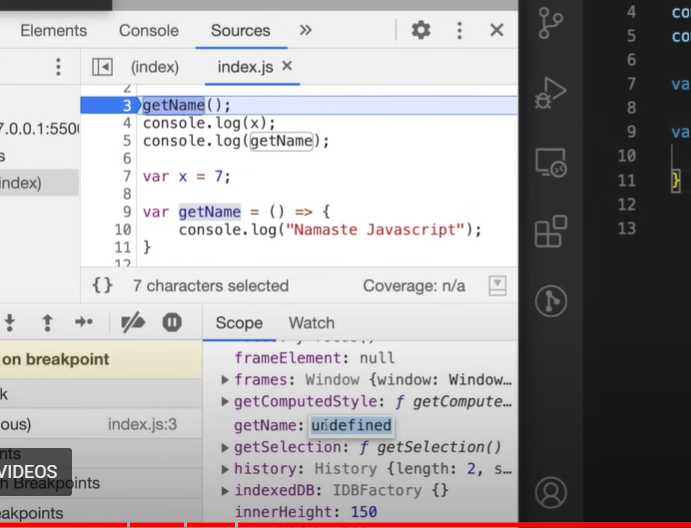 Elements Console Sources »
(index) index.js ×
2
3 getName();
4 console.log(x);
5 console.log(getName);
6
7 var x = 7;
8
9 var getName = () => {
10 console.log("Namaste Javascript");
11 }
12
7.0.0.1:5500
s
index)
{} 7 characters selected Coverage: n/a
Scope Watch
on breakpoint
k
ous) index.js:3
nts
h Breakpoints
akpoints
VIDEOS
frameElement: null
frames: Window {window: Window…
getComputedStyle: ƒ getCompute…
getName: undefined
getSelection: ƒ getSelection()
history: History {length: 2, s…
indexedDB: IDBFactory {}
innerHeight: 150
4 co
5 co
6
7 va
8
9 va
10
11 }
12
13